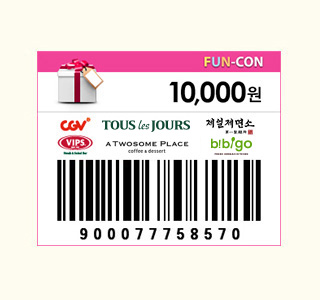 FUN-CON
10,000원
CGV TOUS les JOURS 제일제면소
VIPS A TWOSOME PLACE bibigo
coffee & dessert
9000077758570